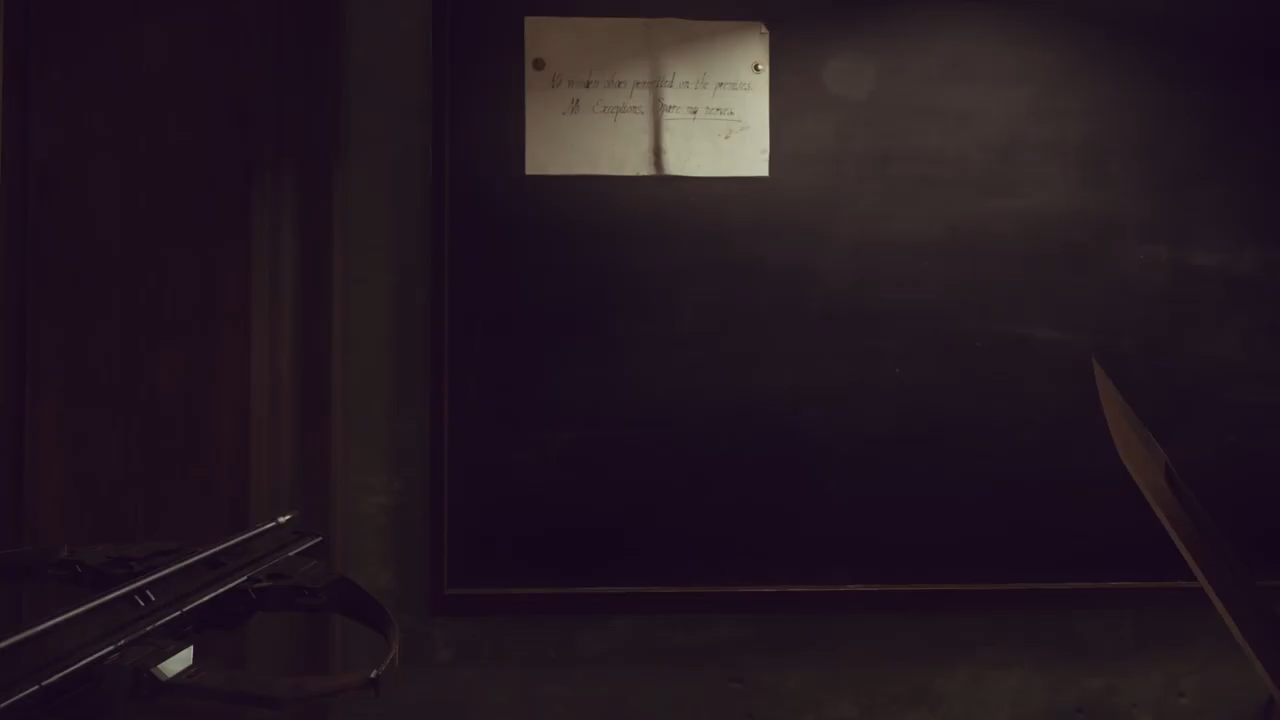 No wooden shoes permitted on the premises.
No Exceptions. Spare my nerves.